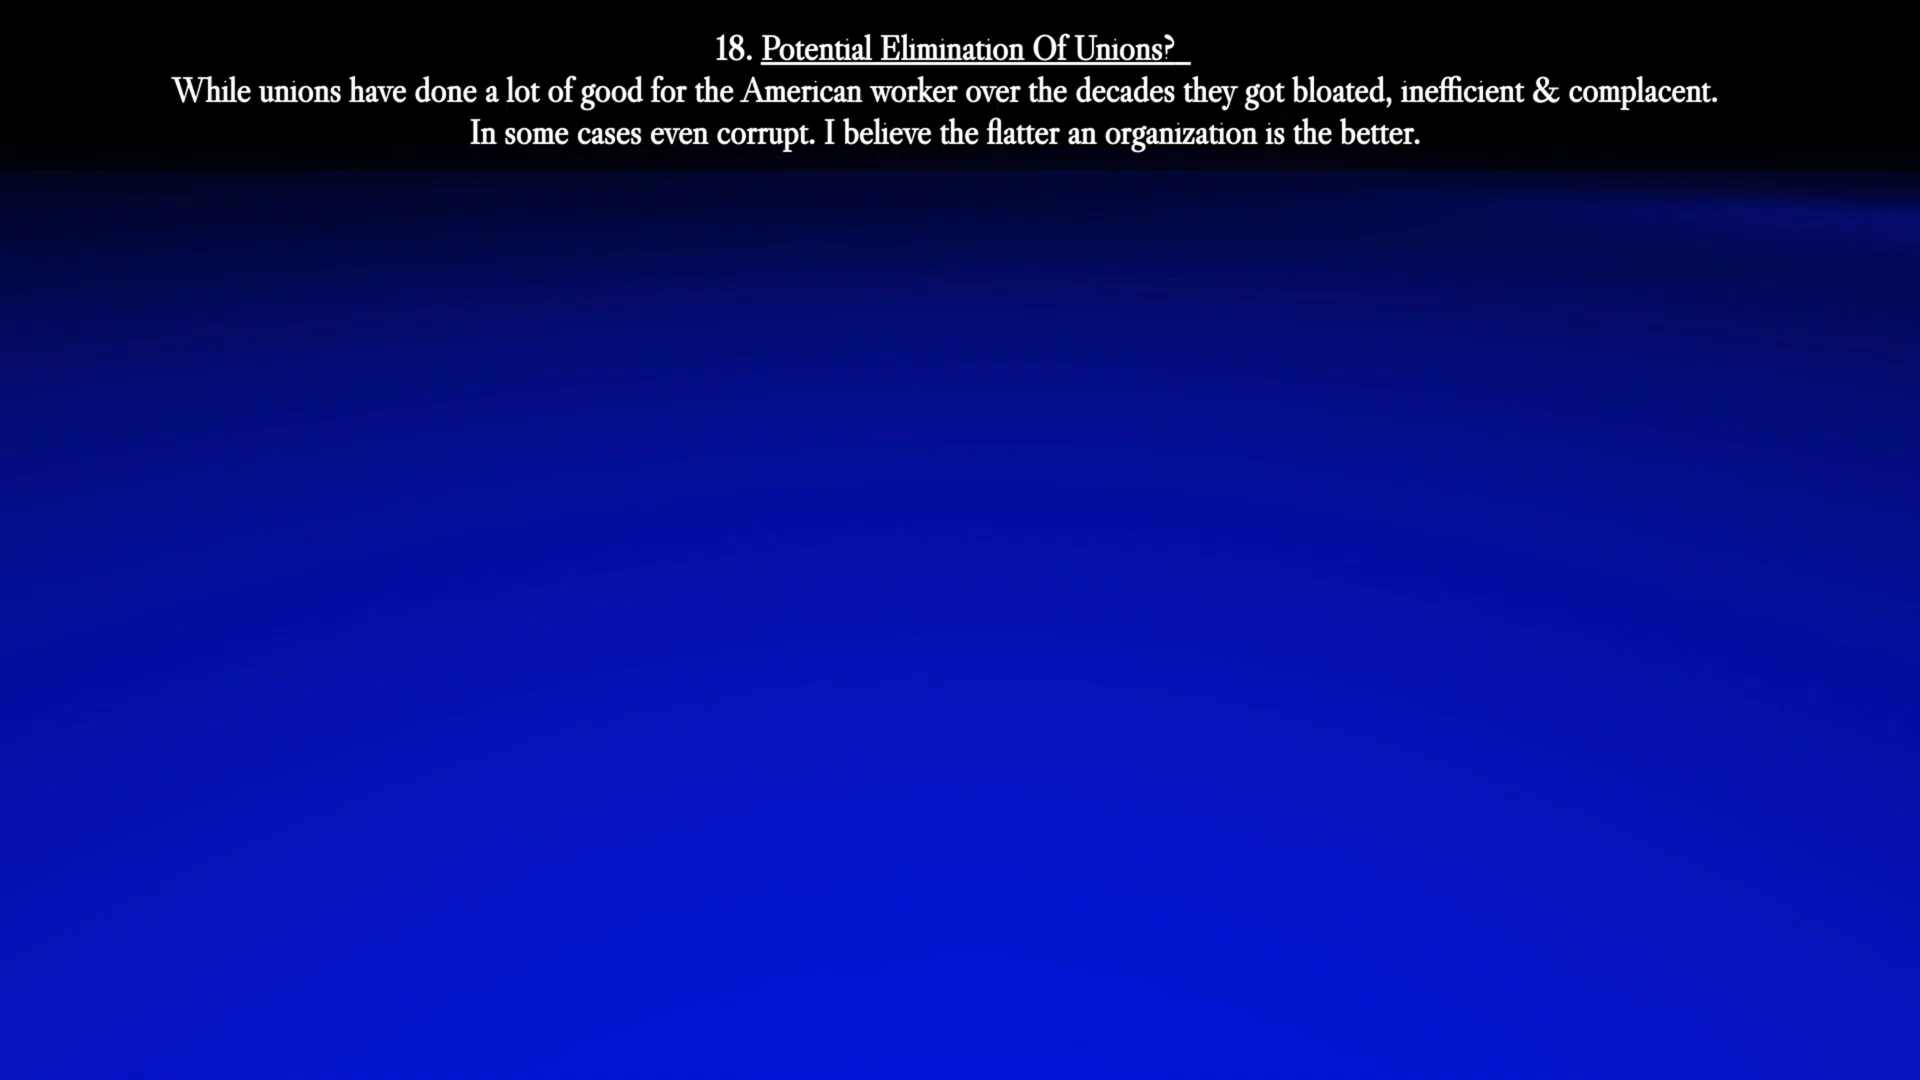 18. Potential Elimination Of Unions?
While unions have done a lot of good for the American worker over the decades they got bloated, inefficient & complacent.
In some cases even corrupt. I believe the flatter an organization is the better.